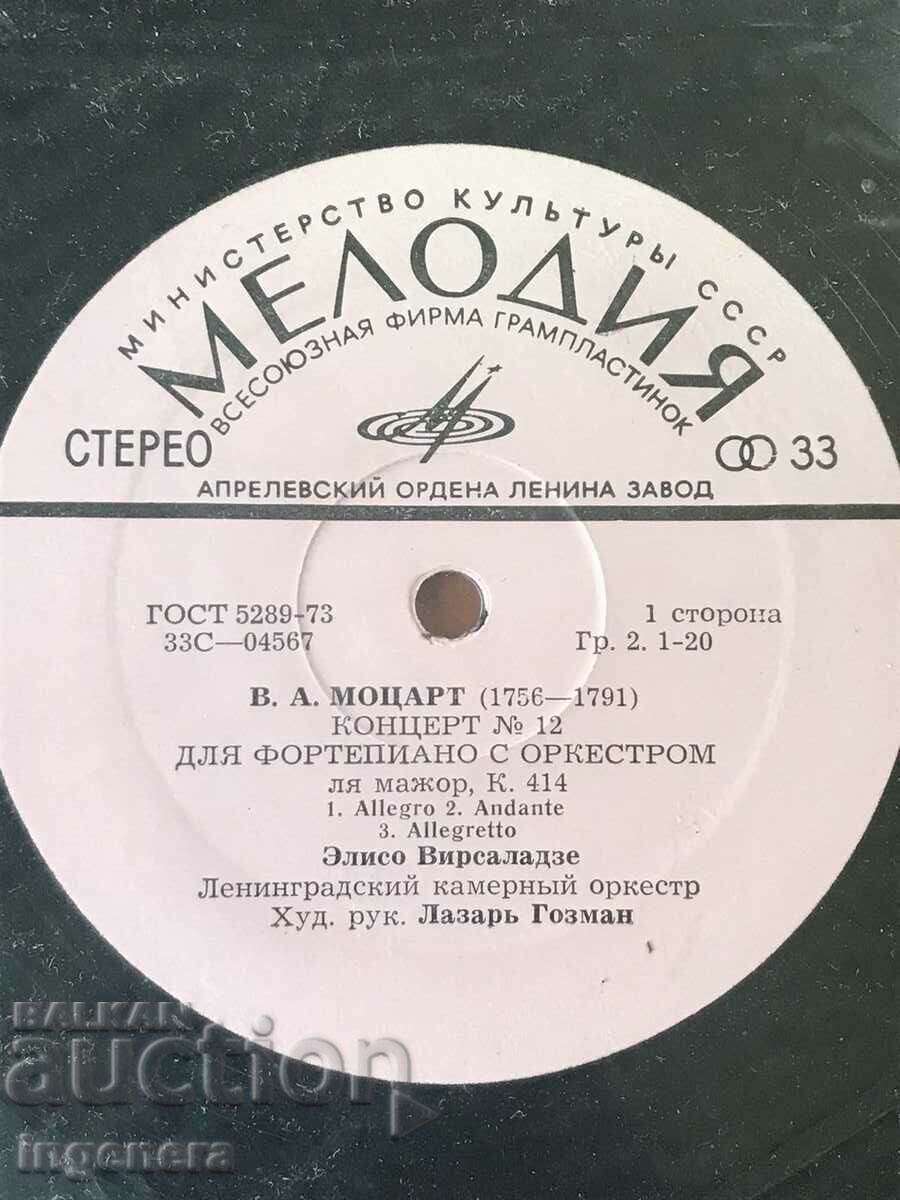 МИНИСТЕРСТВО КУЛЬТУРЫ СССР
МЕЛОДИЯ
ВСЕСОЮЗНАЯ ФИРМА ГРАМПЛАСТИНОК
СТЕРЕО 33
АПРЕЛЕВСКИЙ ОРДЕНА ЛЕНИНА ЗАВОД
ГОСТ 5289-73 1 сторона
33С—04567 Гр. 2. 1-20
В. А. МОЦАРТ (1756—1791)
КОНЦЕРТ № 12
ДЛЯ ФОРТЕПИАНО С ОРКЕСТРОМ
ля мажор, К. 414
1. Allegro 2. Andante
3. Allegretto
Элисо Вирсаладзе
Ленинградский камерный оркестр
Худ. рук. Лазарь Гозман
BALKAN
auction
ingenera